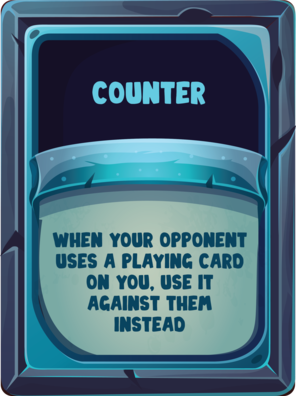 COUNTER
WHEN YOUR OPPONENT
USES A PLAYING CARD
ON YOU, USE IT
AGAINST THEM
INSTEAD